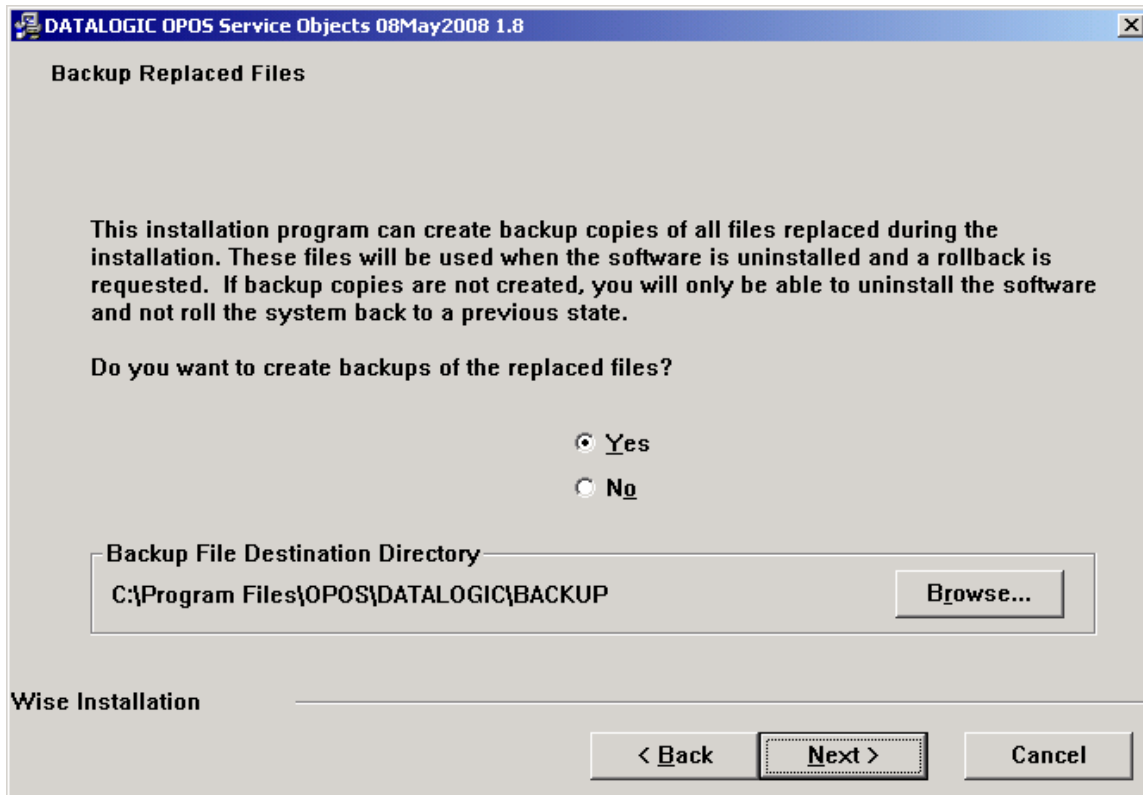 DATALOGIC OPOS Service Objects 08May2008 1.8
Backup Replaced Files
This installation program can create backup copies of all files replaced during the
installation. These files will be used when the software is uninstalled and a rollback is
requested.  If backup copies are not created, you will only be able to uninstall the software
and not roll the system back to a previous state.
Do you want to create backups of the replaced files?
Yes
No
Backup File Destination Directory
C:\Program Files\OPOS\DATALOGIC\BACKUP
Browse...
Wise Installation
< Back
Next >
Cancel